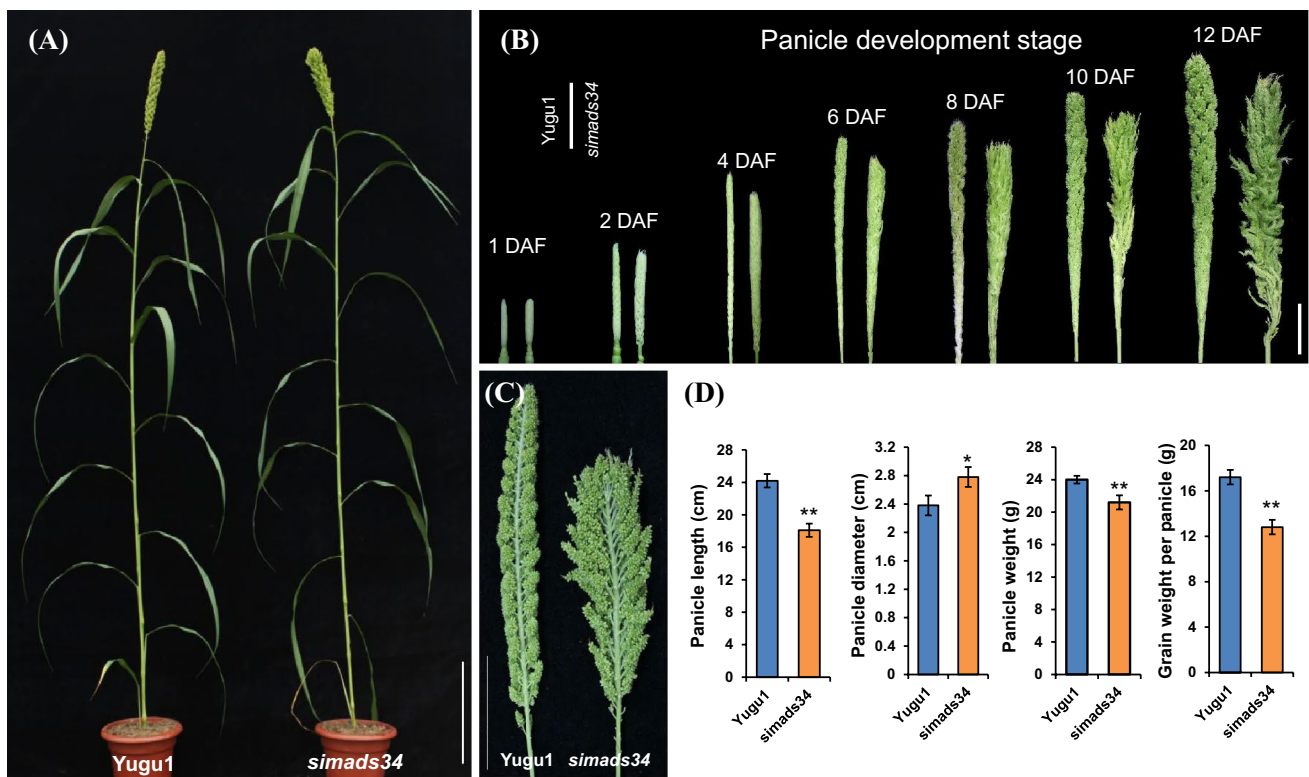 (A)
Yugu1
simads34
(B)
Panicle development stage
Yugu1
simads34
1 DAF
2 DAF
4 DAF
6 DAF
8 DAF
10 DAF
12 DAF
(C)
Yugu1
simads34
(D)
Panicle length (cm)
28
24
20
16
12
8
4
0
**
Yugu1
simads34
Panicle diameter (cm)
3.2
2.8
2.4
2
1.6
1.2
0.8
0.4
0
*
Yugu1
simads34
Panicle weight (g)
28
24
20
16
12
8
4
0
**
Yugu1
simads34
Grain weight per panicle (g)
20
16
12
8
4
0
**
Yugu1
simads34